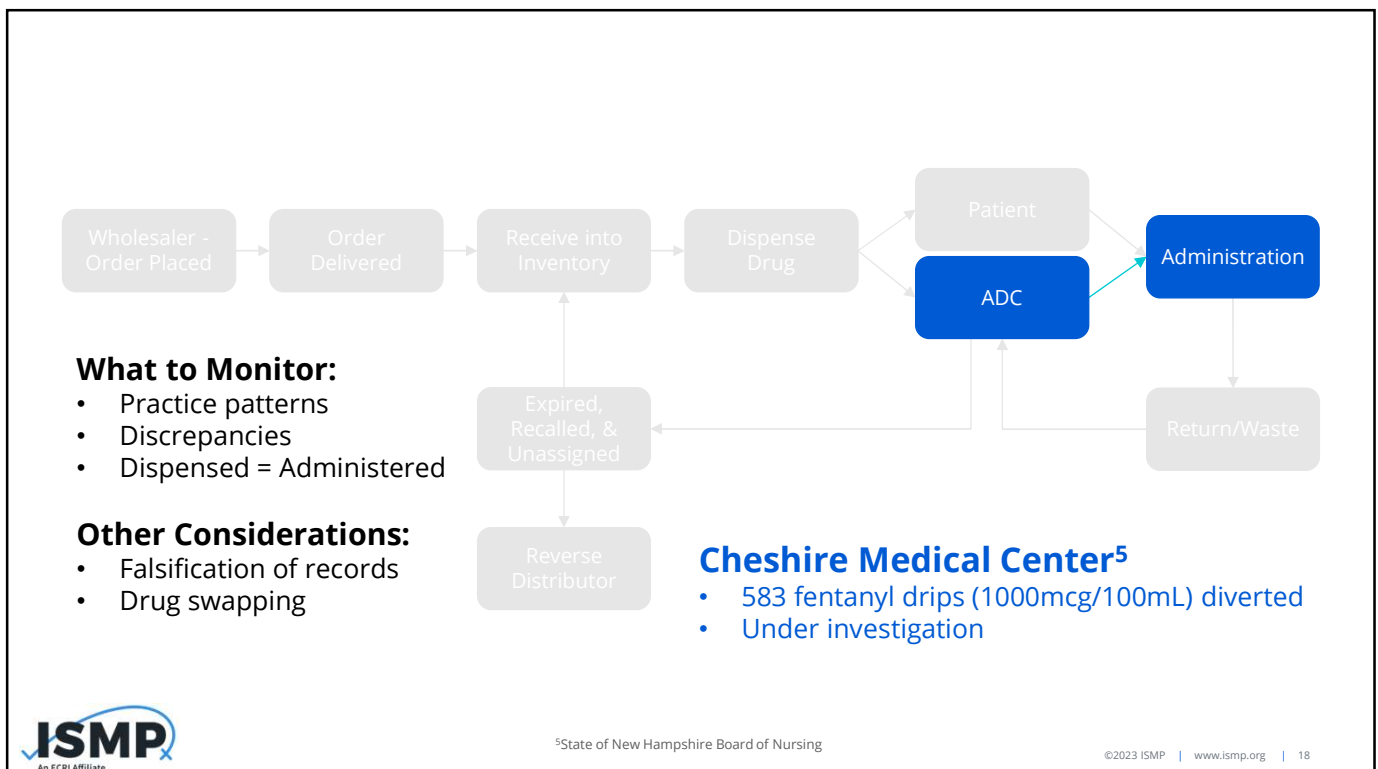 Patient
Wholesaler -
Order Placed
Order
Delivered
Receive into
Inventory
Dispense
Drug
Administration
ADC
What to Monitor:
• Practice patterns
• Discrepancies
• Dispensed = Administered
Expired,
Recalled, &
Unassigned
Return/Waste
Other Considerations:
• Falsification of records
• Drug swapping
Reverse
Distributor
Cheshire Medical Center⁵
• 583 fentanyl drips (1000mcg/100mL) diverted
• Under investigation
ISMP
An ECRI Affiliate
⁵State of New Hampshire Board of Nursing
©2023 ISMP | www.ismp.org | 18